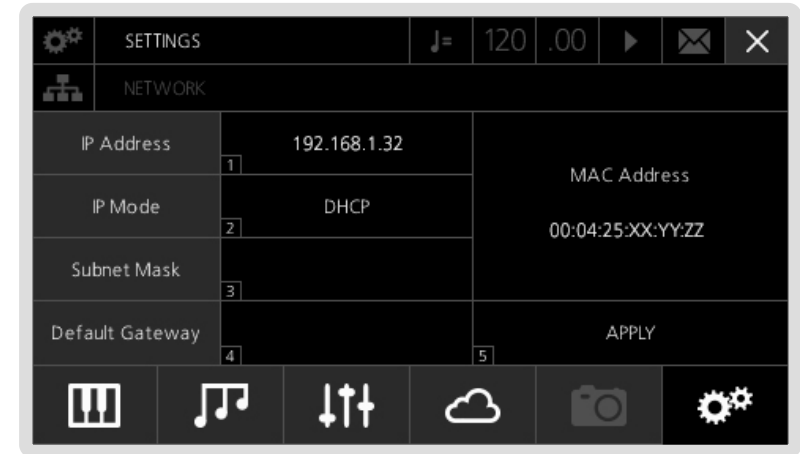 SETTINGS
♩= 120 .00
NETWORK
IP Address
1
192.168.1.32
MAC Address
00:04:25:XX:YY:ZZ
IP Mode
2
DHCP
Subnet Mask
3
Default Gateway
4
5
APPLY